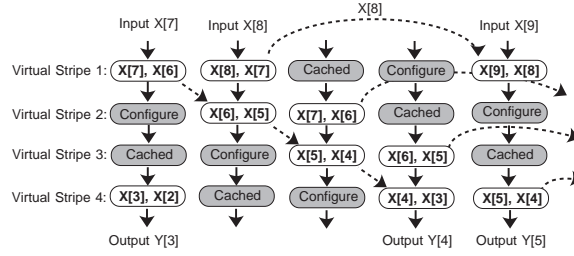 X[8]
Input X[7] Input X[8] Input X[9]
Virtual Stripe 1: X[7], X[6] X[8], X[7] Cached Configure X[9], X[8]
Virtual Stripe 2: Configure X[6], X[5] X[7], X[6] Cached Configure
Virtual Stripe 3: Cached Configure X[5], X[4] X[6], X[5] Cached
Virtual Stripe 4: X[3], X[2] Cached Configure X[4], X[3] X[5], X[4]
Output Y[3] Output Y[4] Output Y[5]